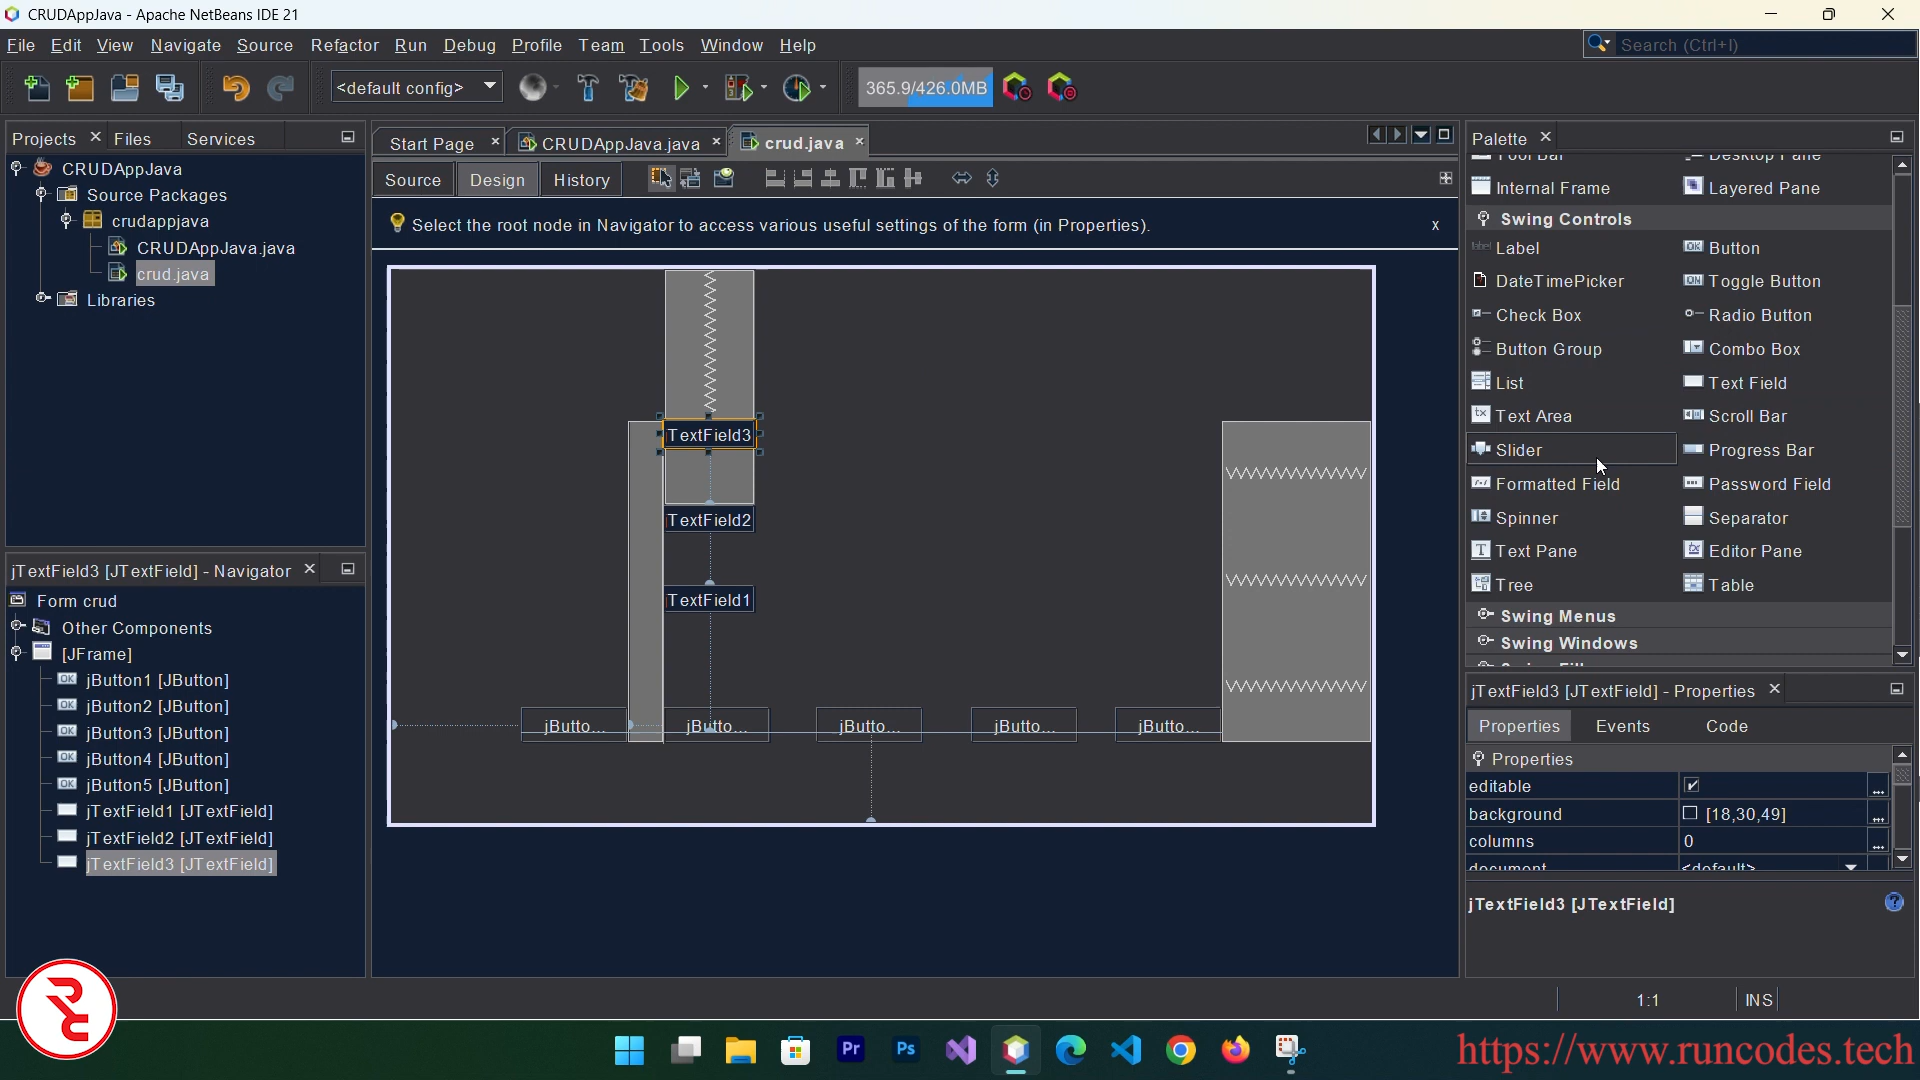 CRUDAppJava - Apache NetBeans IDE 21
File Edit View Navigate Source Refactor Run Debug Profile Team Tools Window Help
Search (Ctrl+I)
<default config>
365.9/426.0MB
Projects Files Services
CRUDAppJava
Source Packages
crudappjava
CRUDAppJava.java
crud.java
Libraries
jTextField3 [JTextField] - Navigator
Form crud
Other Components
[JFrame]
jButton1 [JButton]
jButton2 [JButton]
jButton3 [JButton]
jButton4 [JButton]
jButton5 [JButton]
jTextField1 [JTextField]
jTextField2 [JTextField]
jTextField3 [JTextField]
Start Page CRUDAppJava.java crud.java
Source Design History
Select the root node in Navigator to access various useful settings of the form (in Properties). x
TextField3
TextField2
TextField1
jButto... jButto... jButto... jButto... jButto...
Palette
Tool Bar Desktop Pane
Internal Frame Layered Pane
Swing Controls
Label Button
DateTimePicker Toggle Button
Check Box Radio Button
Button Group Combo Box
List Text Field
Text Area Scroll Bar
Slider Progress Bar
Formatted Field Password Field
Spinner Separator
Text Pane Editor Pane
Tree Table
Swing Menus
Swing Windows
jTextField3 [JTextField] - Properties
Properties Events Code
Properties
editable
background [18,30,49]
columns 0
document <default>
jTextField3 [JTextField]
1:1 INS
https://www.runcodes.tech